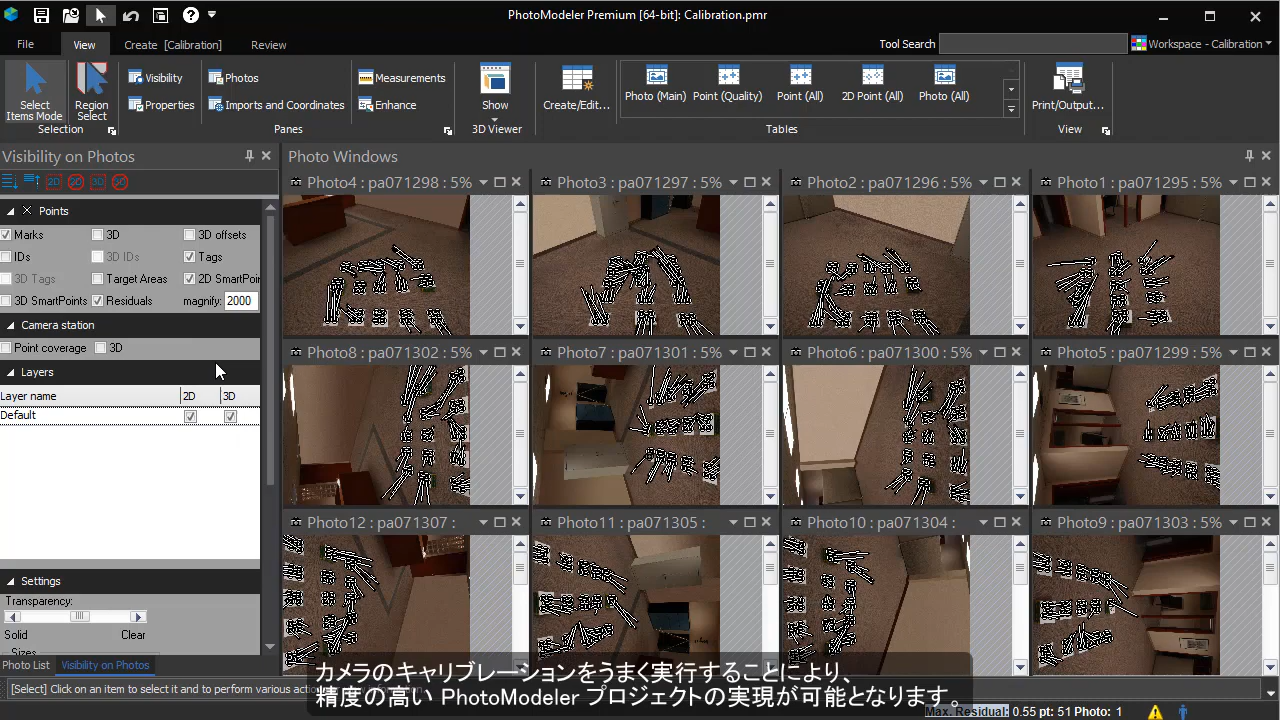 PhotoModeler Premium [64-bit]: Calibration.pmr
File View Create [Calibration] Review Tool Search Workspace - Calibration
Select Items Mode
Region Select
Selection
Visibility
Properties
Photos
Imports and Coordinates
Measurements
Enhance
Panes
Show
3D Viewer
Create/Edit...
Photo (Main)
Point (Quality)
Point (All)
2D Point (All)
Photo (All)
Tables
Print/Output...
View
Visibility on Photos
Points
Marks 3D 3D offsets
IDs 3D IDs Tags
3D Tags Target Areas 2D SmartPoin
3D SmartPoints Residuals magnify: 2000
Camera station
Point coverage 3D
Layers
Layer name 2D 3D
Default
Settings
Transparency:
Solid Clear
Sizes
Photo List Visibility on Photos
Photo Windows
Photo4 : pa071298 : 5% Photo3 : pa071297 : 5% Photo2 : pa071296 : 5% Photo1 : pa071295 : 5%
Photo8 : pa071302 : 5% Photo7 : pa071301 : 5% Photo6 : pa071300 : 5% Photo5 : pa071299 : 5%
Photo12 : pa071307 : Photo11 : pa071305 : Photo10 : pa071304 : Photo9 : pa071303 : 5%
カメラのキャリブレーションをうまく実行することにより、
精度の高い PhotoModeler プロジェクトの実現が可能となります。
[Select] Click on an item to select it and to perform various
Max. Residual: 0.55 pt: 51 Photo: 1